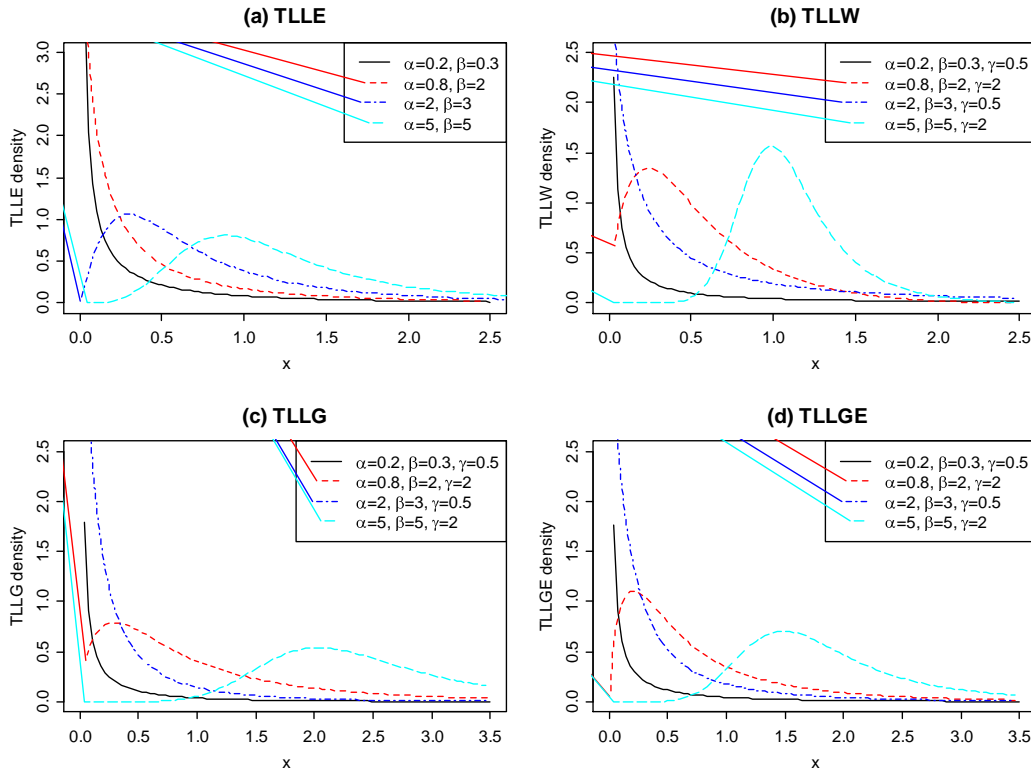 (a) TLLE
TLLE density
3.0
2.5
2.0
1.5
1.0
0.5
0.0
α=0.2, β=0.3
α=0.8, β=2
α=2, β=3
α=5, β=5
0.0 0.5 1.0 1.5 2.0 2.5
x
(b) TLLW
TLLW density
2.5
2.0
1.5
1.0
0.5
0.0
α=0.2, β=0.3, γ=0.5
α=0.8, β=2, γ=2
α=2, β=3, γ=0.5
α=5, β=5, γ=2
0.0 0.5 1.0 1.5 2.0 2.5
x
(c) TLLG
TLLG density
2.5
2.0
1.5
1.0
0.5
0.0
α=0.2, β=0.3, γ=0.5
α=0.8, β=2, γ=2
α=2, β=3, γ=0.5
α=5, β=5, γ=2
0.0 0.5 1.0 1.5 2.0 2.5 3.0 3.5
x
(d) TLLGE
TLLGE density
2.5
2.0
1.5
1.0
0.5
0.0
α=0.2, β=0.3, γ=0.5
α=0.8, β=2, γ=2
α=2, β=3, γ=0.5
α=5, β=5, γ=2
0.0 0.5 1.0 1.5 2.0 2.5 3.0 3.5
x